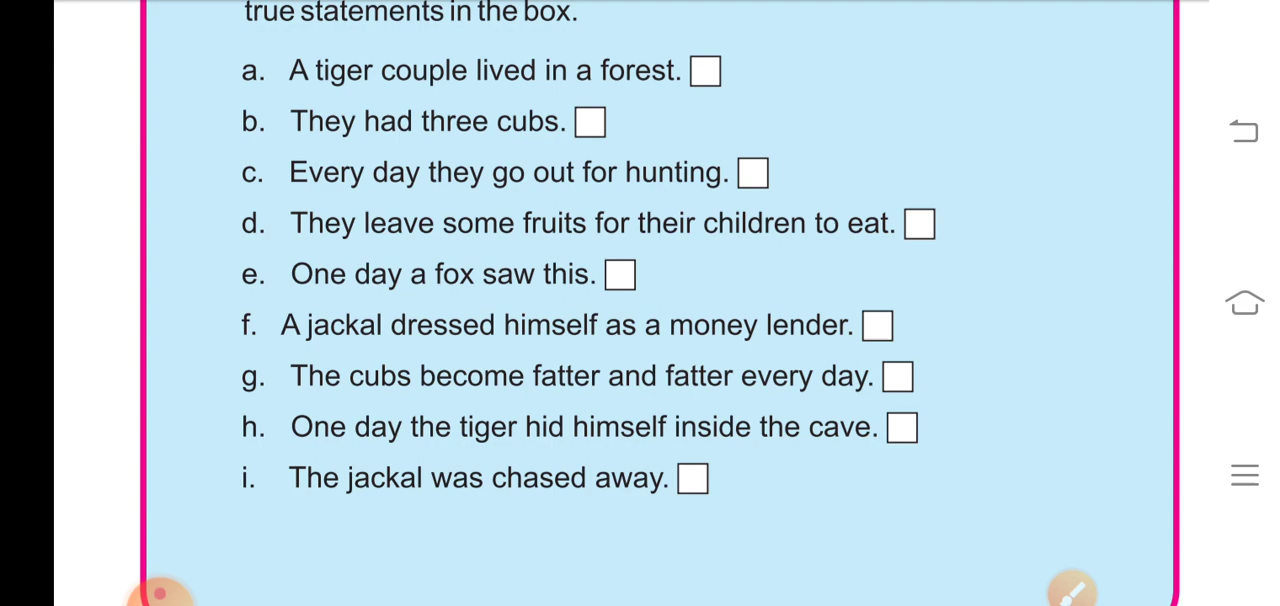 true statements in the box.
a. A tiger couple lived in a forest.
b. They had three cubs.
c. Every day they go out for hunting.
d. They leave some fruits for their children to eat.
e. One day a fox saw this.
f. A jackal dressed himself as a money lender.
g. The cubs become fatter and fatter every day.
h. One day the tiger hid himself inside the cave.
i. The jackal was chased away.